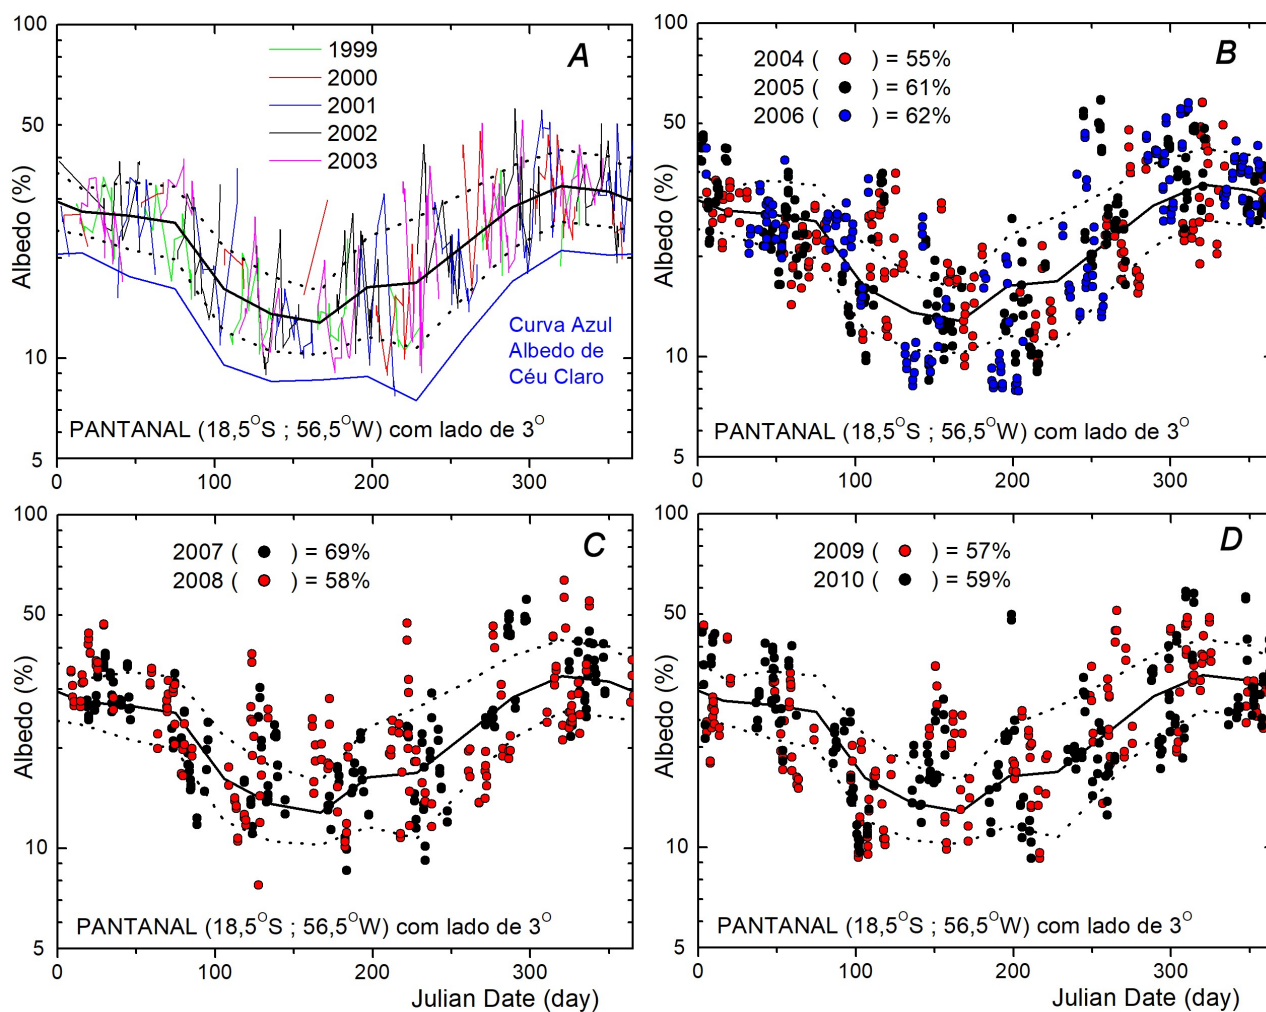 A
1999
2000
2001
2002
2003
Curva Azul
Albedo de
Céu Claro
PANTANAL (18,5°S ; 56,5°W) com lado de 3°
Albedo (%)
100
50
10
5
0
100
200
300
B
2004 ( ) = 55%
2005 ( ) = 61%
2006 ( ) = 62%
PANTANAL (18,5°S ; 56,5°W) com lado de 3°
Albedo (%)
100
50
10
5
0
100
200
300
C
2007 ( ) = 69%
2008 ( ) = 58%
PANTANAL (18,5°S ; 56,5°W) com lado de 3°
Albedo (%)
100
50
10
5
0
100
200
300
Julian Date (day)
D
2009 ( ) = 57%
2010 ( ) = 59%
PANTANAL (18,5°S ; 56,5°W) com lado de 3°
Albedo (%)
100
50
10
5
0
100
200
300
Julian Date (day)